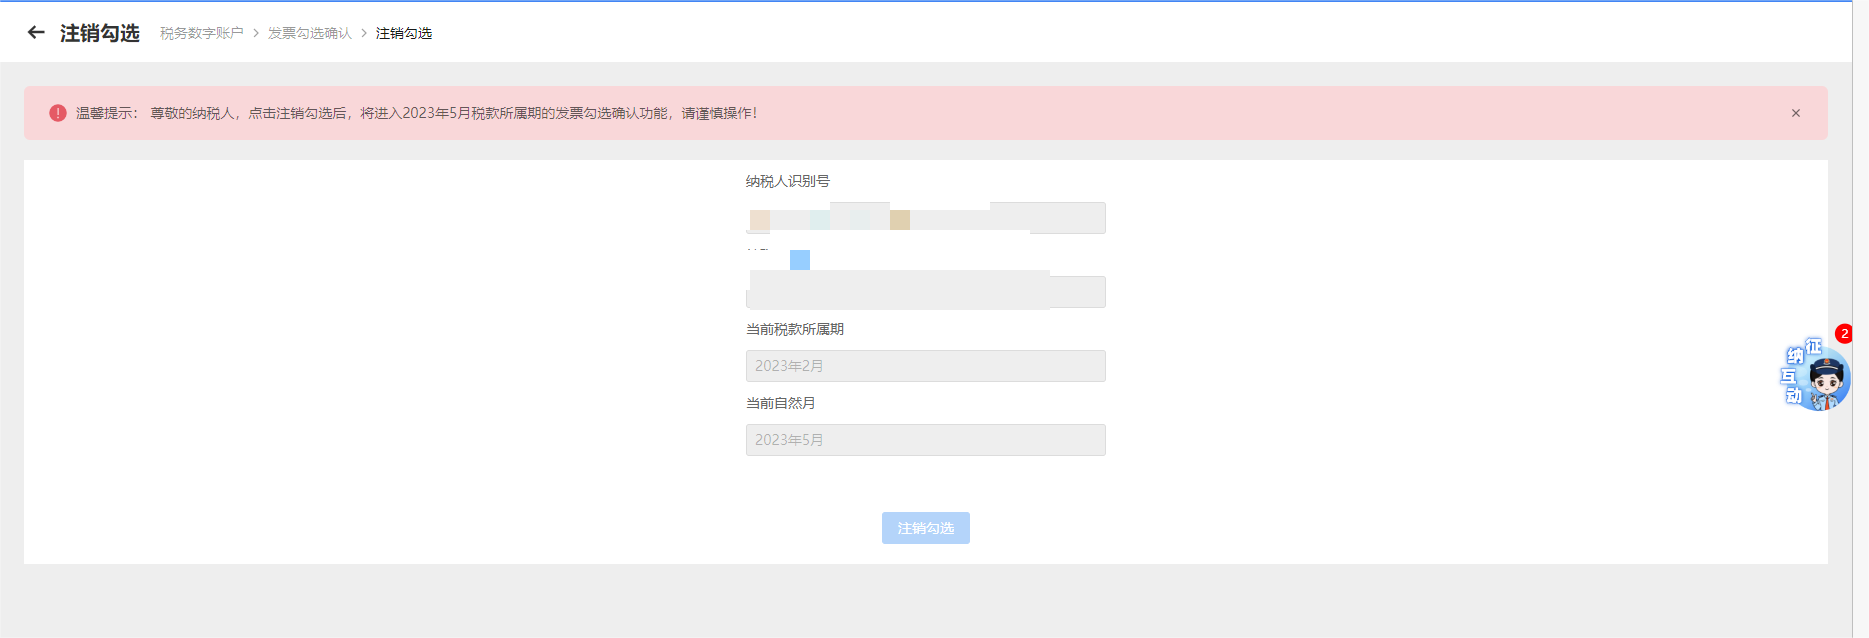 注销勾选 税务数字账户 > 发票勾选确认 > 注销勾选
温馨提示： 尊敬的纳税人，点击注销勾选后，将进入2023年5月税款所属期的发票勾选确认功能，请谨慎操作！
纳税人识别号
当前税款所属期
2023年2月
当前自然月
2023年5月
注销勾选
2
征纳互动